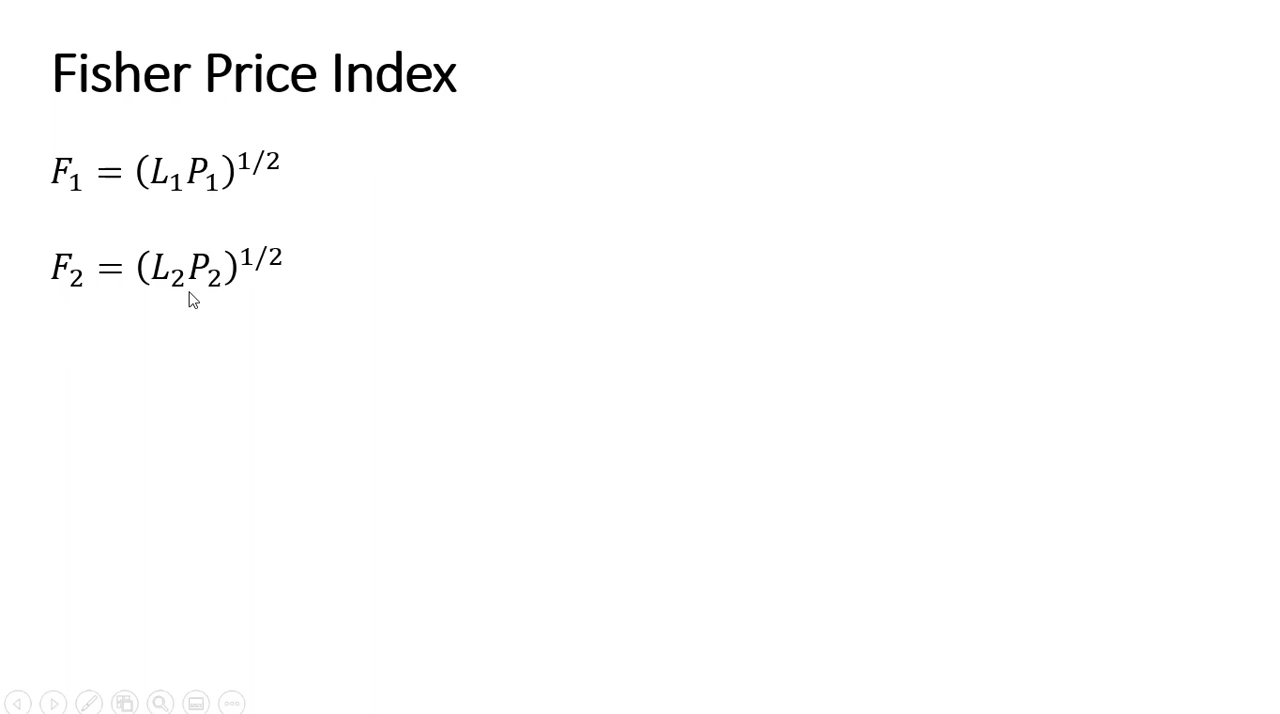 Fisher Price Index
F₁ = (L₁P₁)^{1/2}
F₂ = (L₂P₂)^{1/2}